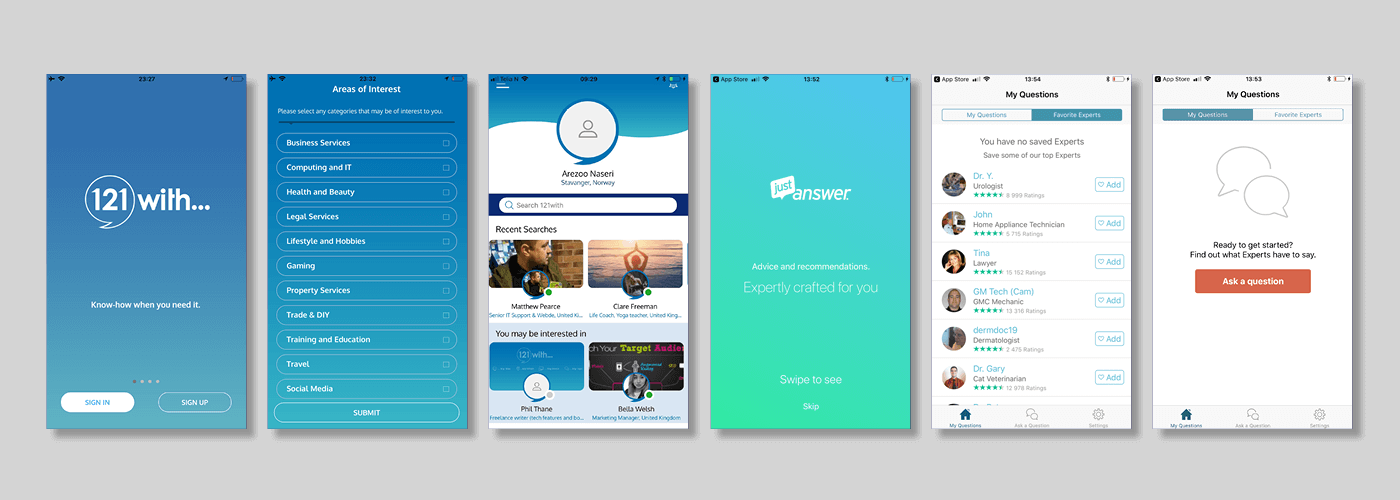 23:27
121 with...
Know-how when you need it.
SIGN IN
SIGN UP
23:32
Areas of Interest
Please select any categories that may be of interest to you.
Business Services
Computing and IT
Health and Beauty
Legal Services
Lifestyle and Hobbies
Gaming
Property Services
Trade & DIY
Training and Education
Travel
Social Media
SUBMIT
Telia N
09:29
Arezoo Naseri
Stavanger, Norway
Search 121with
Recent Searches
Matthew Pearce
Senior IT Support & Webde, United Ki...
Clare Freeman
Life Coach, Yoga teacher, United King...
You may be interested in
121 with...
ch Your Target Audie
Phil Thane
Freelance writer (tech features and bo...
Bella Welsh
Marketing Manager, United Kingdom
App Store
13:52
just
answer
Advice and recommendations.
Expertly crafted for you
Swipe to see
Skip
App Store
13:54
My Questions
My Questions
Favorite Experts
You have no saved Experts
Save some of our top Experts
Dr. Y.
Urologist
8 999 Ratings
Add
John
Home Appliance Technician
5 715 Ratings
Add
Tina
Lawyer
15 152 Ratings
Add
GM Tech (Cam)
GMC Mechanic
13 316 Ratings
Add
dermdoc19
Dermatologist
2 475 Ratings
Add
Dr. Gary
Cat Veterinarian
12 978 Ratings
Add
My Questions
Ask a Question
Settings
App Store
13:53
My Questions
My Questions
Favorite Experts
Ready to get started?
Find out what Experts have to say.
Ask a question
My Questions
Ask a Question
Settings